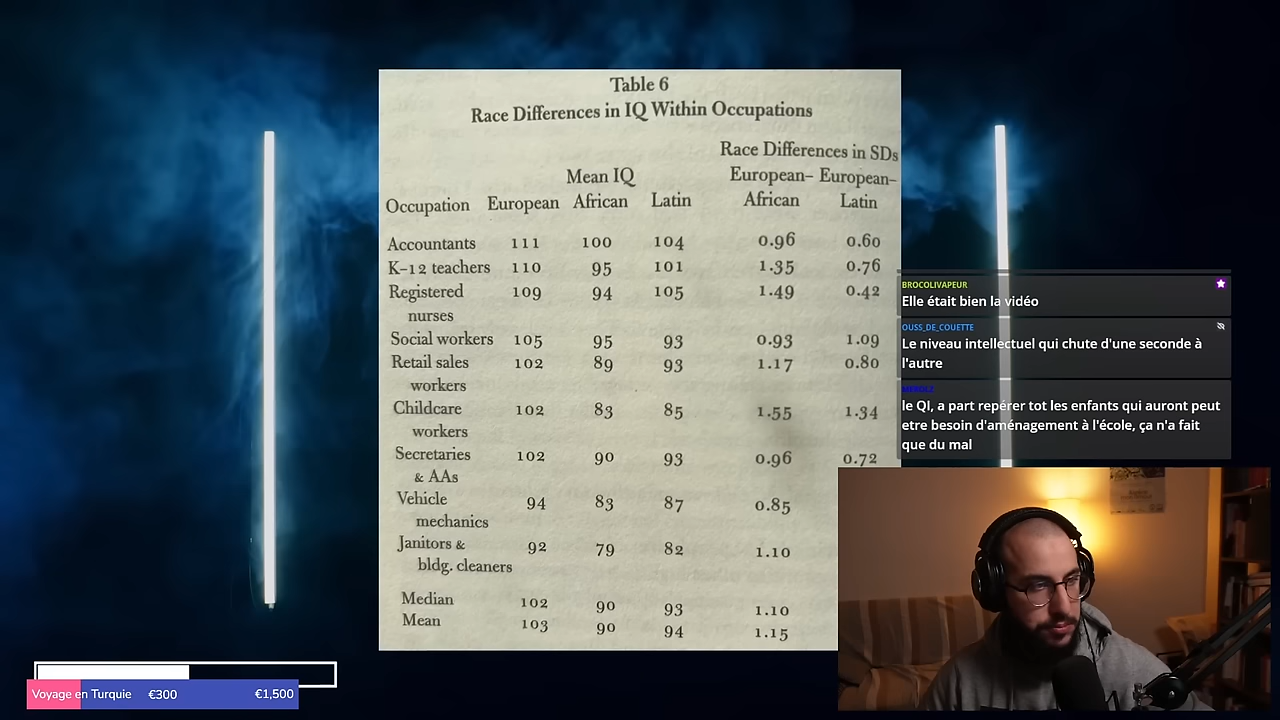 Table 6
Race Differences in IQ Within Occupations
Race Differences in SDs
Mean IQ European– European–
Occupation European African Latin African Latin
Accountants 111 100 104 0.96 0.60
K–12 teachers 110 95 101 1.35 0.76
Registered 109 94 105 1.49 0.42
nurses
Social workers 105 95 93 0.93 1.09
Retail sales 102 89 93 1.17 0.80
workers
Childcare 102 83 85 1.55 1.34
workers
Secretaries 102 90 93 0.96 0.72
& AAs
Vehicle 94 83 87 0.85
mechanics
Janitors & 92 79 82 1.10
bldg. cleaners
Median 102 90 93 1.10
Mean 103 90 94 1.15
BROCOLIVAPEUR
Elle était bien la vidéo
OUSS_DE_COUETTE
Le niveau intellectuel qui chute d'une seconde à
l'autre
le QI, a part repérer tot les enfants qui auront peut
etre besoin d'aménagement à l'école, ça n'a fait
que du mal
Voyage en Turquie €300 €1,500